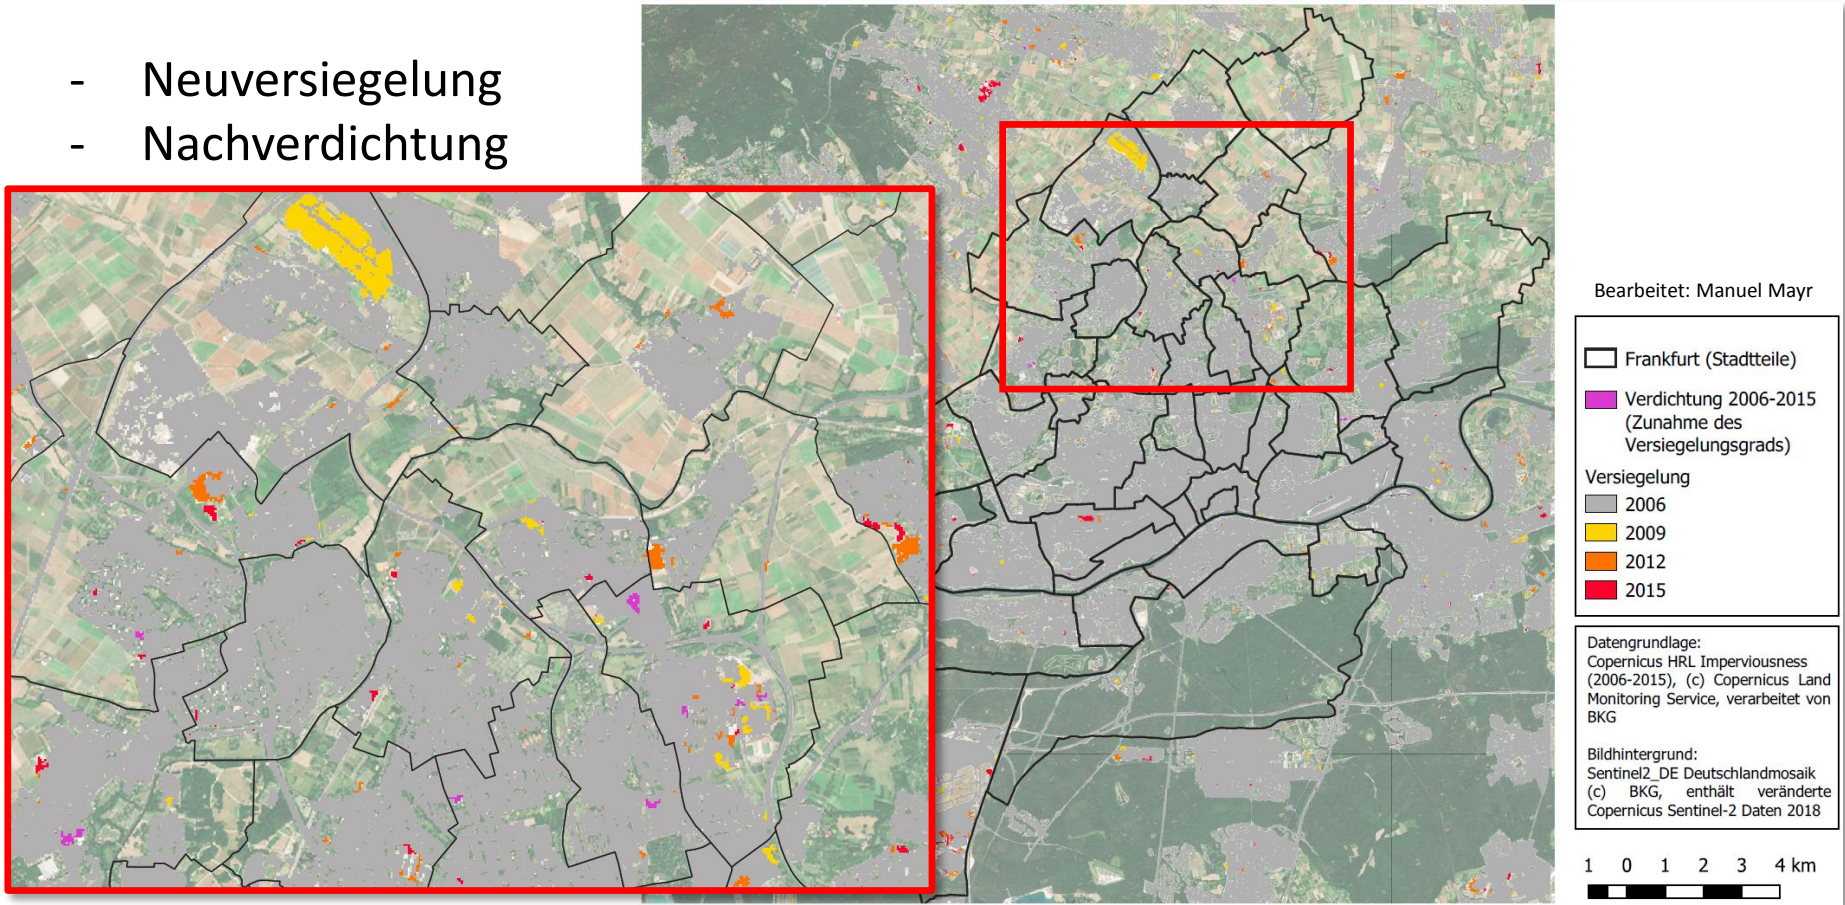 - Neuversiegelung
- Nachverdichtung
Bearbeitet: Manuel Mayr
Frankfurt (Stadtteile)
Verdichtung 2006-2015
(Zunahme des
Versiegelungsgrads)
Versiegelung
2006
2009
2012
2015
Datengrundlage:
Copernicus HRL Imperviousness
(2006-2015), (c) Copernicus Land
Monitoring Service, verarbeitet von
BKG
Bildhintergrund:
Sentinel2_DE Deutschlandmosaik
(c) BKG, enthält veränderte
Copernicus Sentinel-2 Daten 2018
1 0 1 2 3 4 km